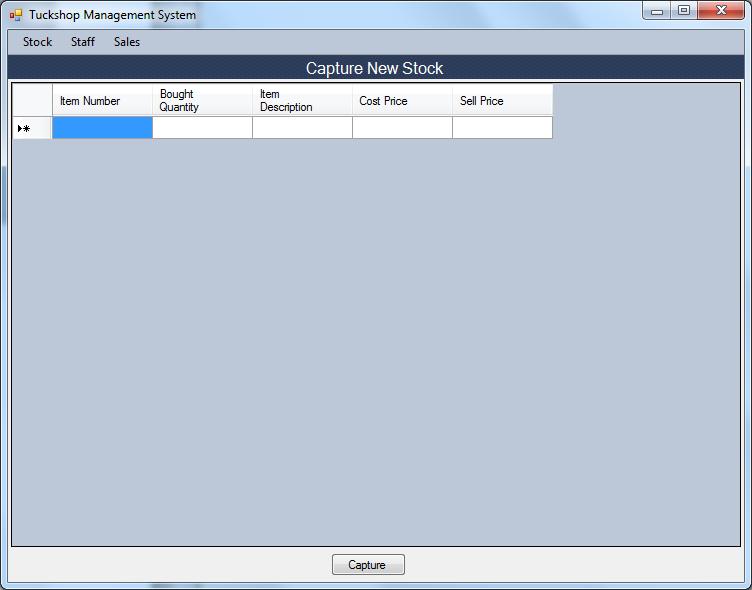 Tuckshop Management System
Stock Staff Sales
Capture New Stock
Item Number Bought Quantity Item Description Cost Price Sell Price
Capture